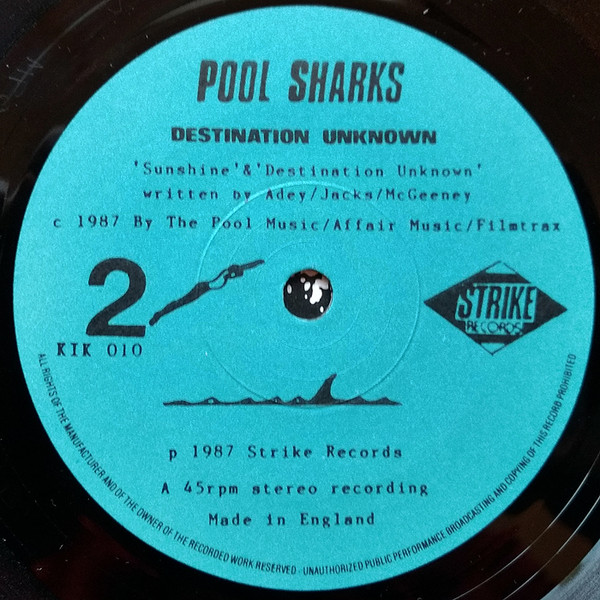 POOL SHARKS
DESTINATION UNKNOWN
'Sunshine'&'Destination Unknown'
written by Adey/Jacks/McGeeney
c 1987 By The Pool Music/Affair Music/Filmtrax
2
KIK 010
STRIKE
RECORDS
p 1987 Strike Records
A 45rpm stereo recording
Made in England
ALL RIGHTS OF THE MANUFACTURER AND OF THE OWNER OF THE RECORDED WORK RESERVED - UNAUTHORIZED PUBLIC PERFORMANCE BROADCASTING AND COPYING OF THIS RECORD PROHIBITED